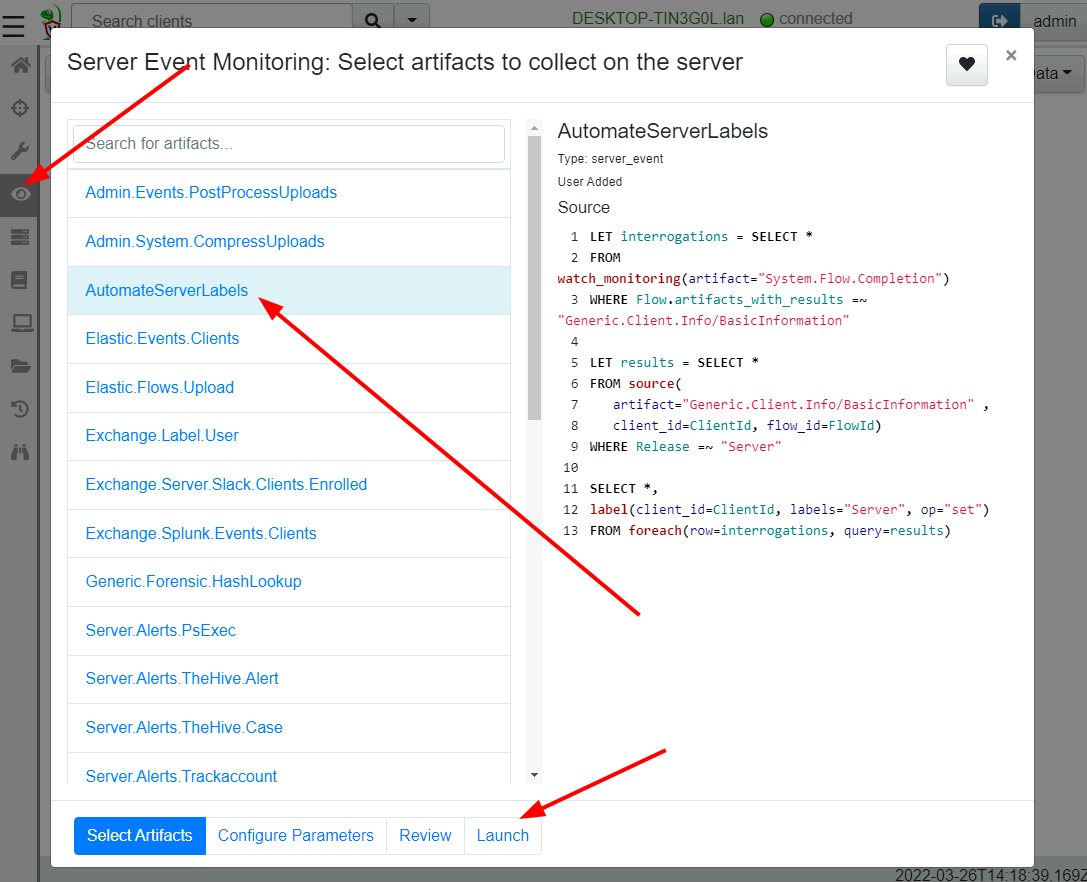 Search clients
DESKTOP-TIN3G0L.lan
connected
admin
Server Event Monitoring: Select artifacts to collect on the server
×
ata
Search for artifacts...
Admin.Events.PostProcessUploads
Admin.System.CompressUploads
AutomateServerLabels
Elastic.Events.Clients
Elastic.Flows.Upload
Exchange.Label.User
Exchange.Server.Slack.Clients.Enrolled
Exchange.Splunk.Events.Clients
Generic.Forensic.HashLookup
Server.Alerts.PsExec
Server.Alerts.TheHive.Alert
Server.Alerts.TheHive.Case
Server.Alerts.Trackaccount
AutomateServerLabels
Type: server_event
User Added
Source
1 LET interrogations = SELECT *
2 FROM
watch_monitoring(artifact="System.Flow.Completion")
3 WHERE Flow.artifacts_with_results =~
"Generic.Client.Info/BasicInformation"
4
5 LET results = SELECT *
6 FROM source(
7 artifact="Generic.Client.Info/BasicInformation" ,
8 client_id=ClientId, flow_id=FlowId)
9 WHERE Release =~ "Server"
10
11 SELECT *,
12 label(client_id=ClientId, labels="Server", op="set")
13 FROM foreach(row=interrogations, query=results)
Select Artifacts
Configure Parameters
Review
Launch
2022-03-26T14:18:39.169Z